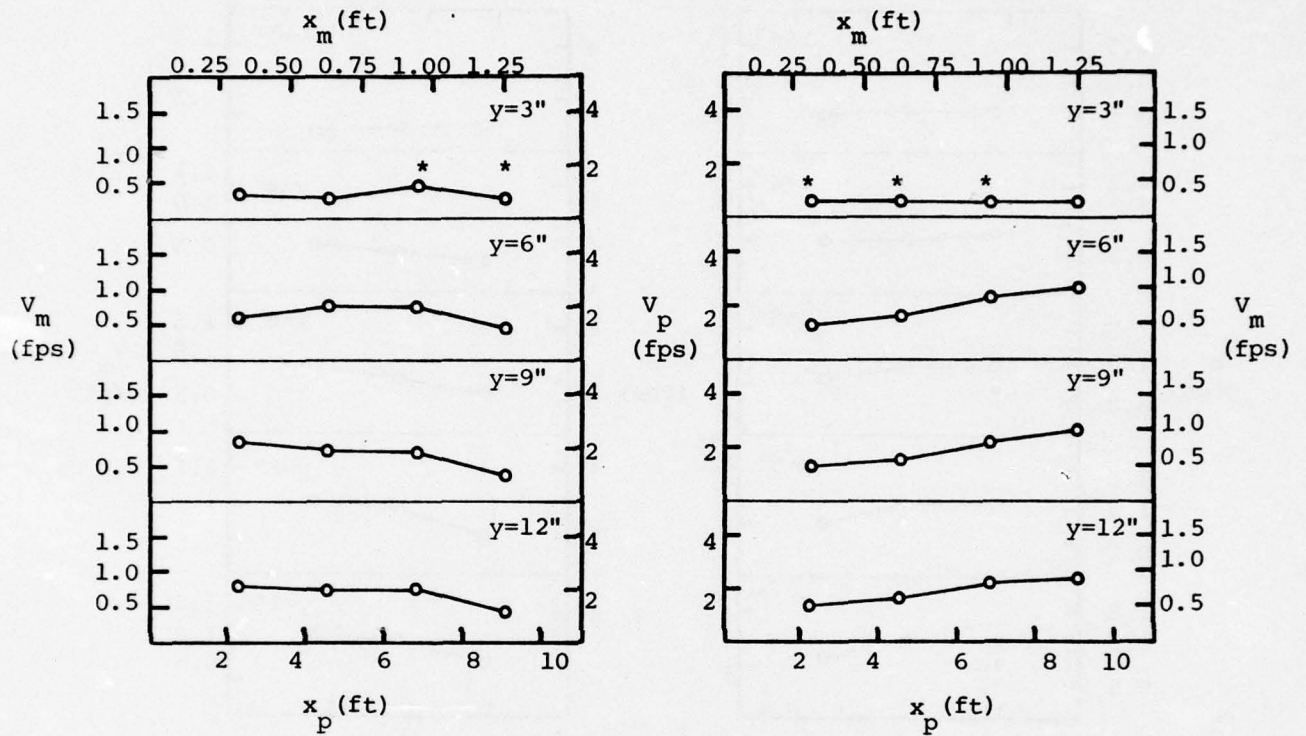 x_m (ft) x_m (ft)
0.25 0.50 0.75 1.00 1.25 0.25 0.50 0.75 1.00 1.25
y=3" y=3"
1.5 4 4 1.5
1.0 2 * * 2 1.0
0.5 * * * 0.5
y=6" y=6"
1.5 4 4 1.5
1.0 1.0
V_m (fps) 0.5 2 V_p (fps) 2 0.5 V_m (fps)
y=9" y=9"
1.5 4 4 1.5
1.0 2 2 1.0
0.5 0.5
y=12" y=12"
1.5 4 4 1.5
1.0 1.0
0.5 2 2 0.5
2 4 6 8 10 2 4 6 8 10
x_p (ft) x_p (ft)